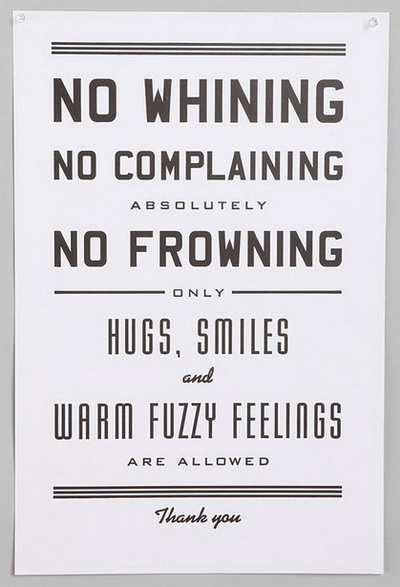 NO WHINING
NO COMPLAINING
ABSOLUTELY
NO FROWNING
ONLY
HUGS, SMILES
and
WARM FUZZY FEELINGS
ARE ALLOWED
Thank you